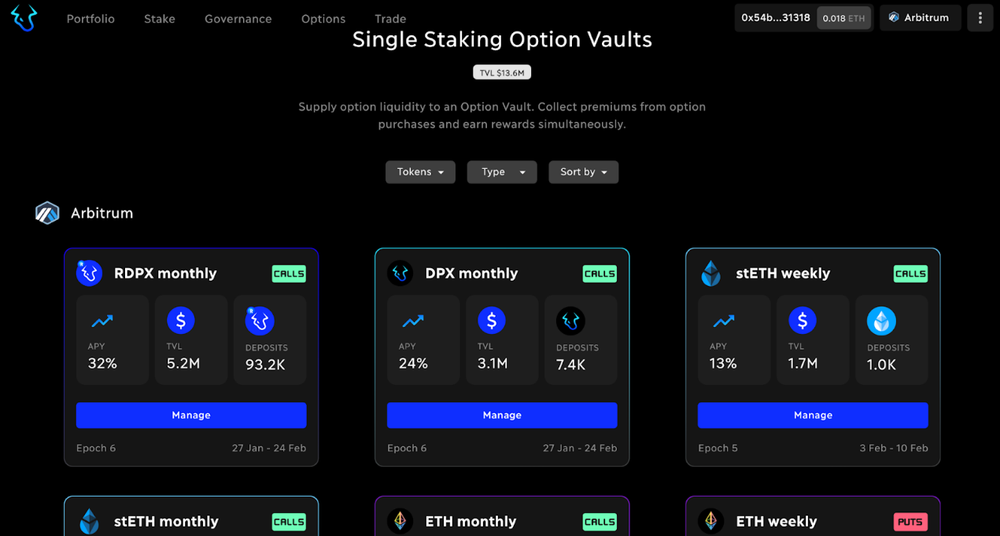 Portfolio Stake Governance Options Trade 0x54b...31318 0.018 ETH Arbitrum
Single Staking Option Vaults
TVL $13.6M
Supply option liquidity to an Option Vault. Collect premiums from option
purchases and earn rewards simultaneously.
Tokens Type Sort by
Arbitrum
RDPX monthly CALLS
APY
32%
TVL
5.2M
DEPOSITS
93.2K
Manage
Epoch 6 27 Jan - 24 Feb
DPX monthly CALLS
APY
24%
TVL
3.1M
DEPOSITS
7.4K
Manage
Epoch 6 27 Jan - 24 Feb
stETH weekly CALLS
APY
13%
TVL
1.7M
DEPOSITS
1.0K
Manage
Epoch 5 3 Feb - 10 Feb
stETH monthly CALLS
ETH monthly CALLS
ETH weekly PUTS